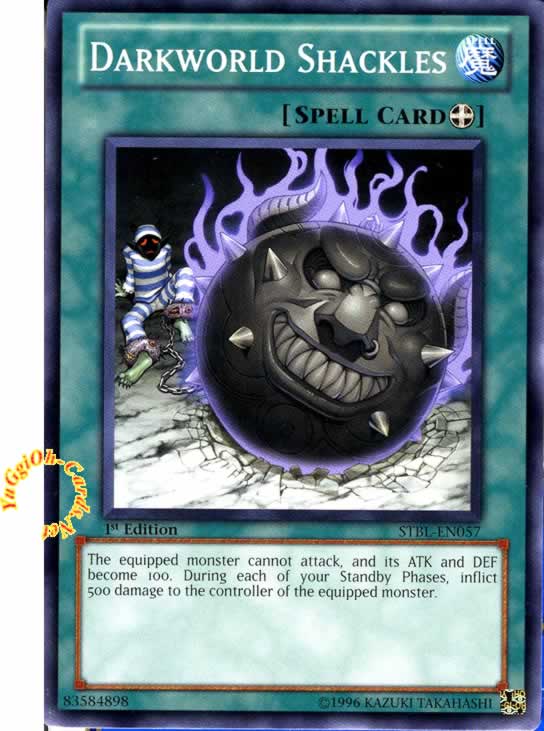 DARKWORLD SHACKLES
SPELL
魔
[SPELL CARD]
YuGgiOh-Cards.Net
1st Edition
STBL-EN057
The equipped monster cannot attack, and its ATK and DEF
become 100. During each of your Standby Phases, inflict
500 damage to the controller of the equipped monster.
83584898
©1996 KAZUKI TAKAHASHI